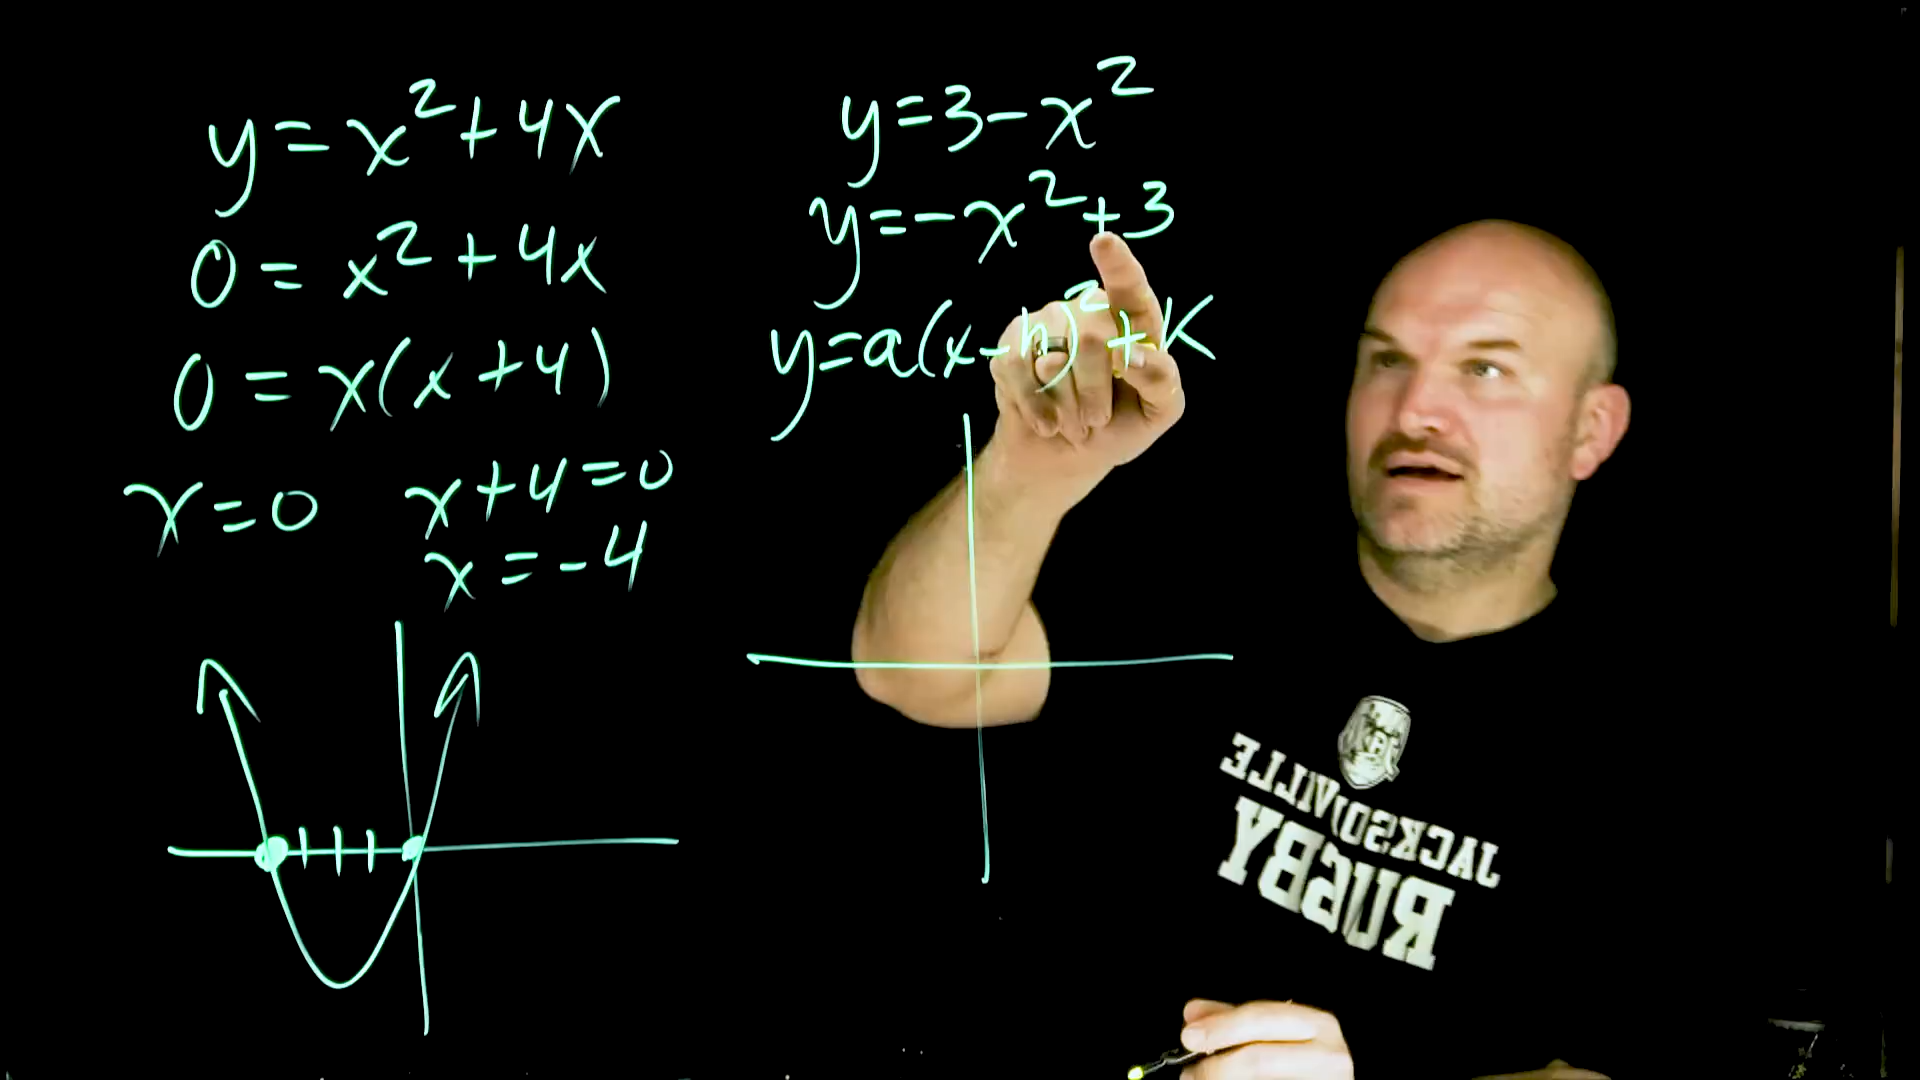 y = x² + 4x
0 = x² + 4x
0 = x(x + 4)
x = 0    x + 4 = 0
x = -4
y = 3 - x²
y = -x² + 3
y = a(x - h)² + k
JACKSONVILLE
RUGBY